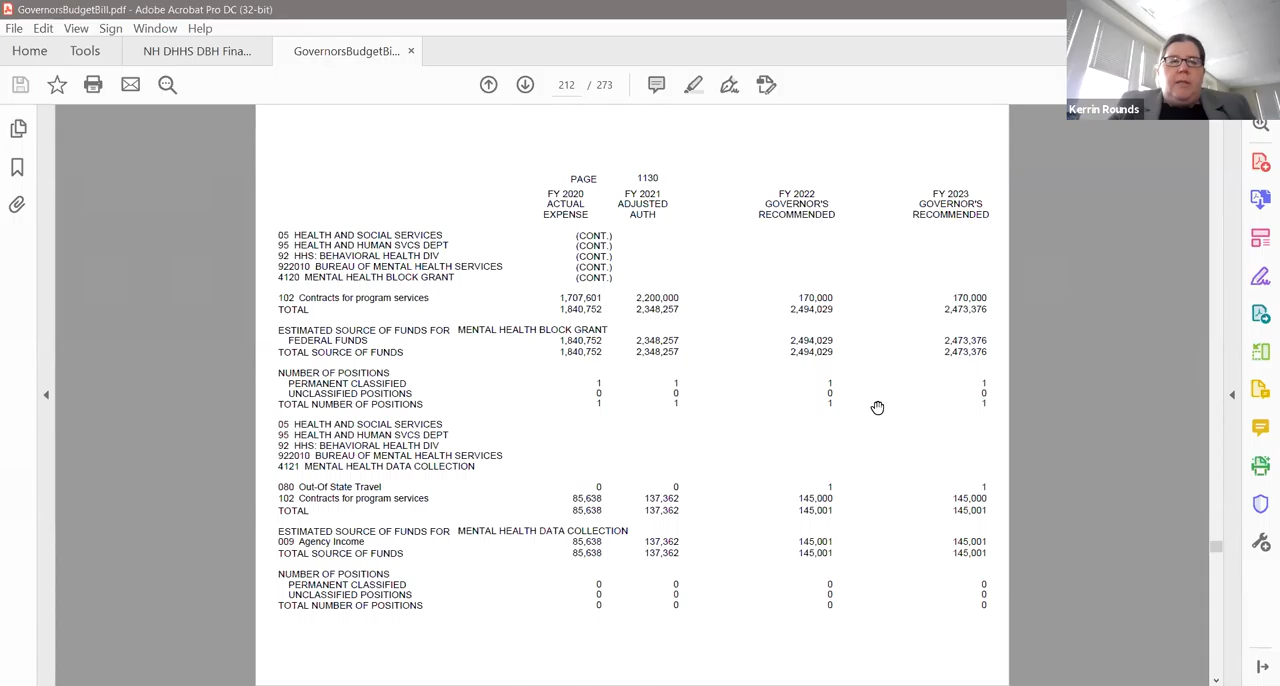 GovernorsBudgetBill.pdf - Adobe Acrobat Pro DC (32-bit)
File Edit View Sign Window Help
Home Tools NH DHHS DBH Fina... GovernorsBudgetBi... ×
212 / 273
Kerrin Rounds
PAGE 1130
FY 2020 FY 2021 FY 2022 FY 2023
ACTUAL ADJUSTED GOVERNOR'S GOVERNOR'S
EXPENSE AUTH RECOMMENDED RECOMMENDED
05 HEALTH AND SOCIAL SERVICES (CONT.)
95 HEALTH AND HUMAN SVCS DEPT (CONT.)
92 HHS: BEHAVIORAL HEALTH DIV (CONT.)
922010 BUREAU OF MENTAL HEALTH SERVICES (CONT.)
4120 MENTAL HEALTH BLOCK GRANT (CONT.)
102 Contracts for program services 1,707,601 2,200,000 170,000 170,000
TOTAL 1,840,752 2,348,257 2,494,029 2,473,376
ESTIMATED SOURCE OF FUNDS FOR MENTAL HEALTH BLOCK GRANT
FEDERAL FUNDS 1,840,752 2,348,257 2,494,029 2,473,376
TOTAL SOURCE OF FUNDS 1,840,752 2,348,257 2,494,029 2,473,376
NUMBER OF POSITIONS
PERMANENT CLASSIFIED 1 1 1 1
UNCLASSIFIED POSITIONS 0 0 0 0
TOTAL NUMBER OF POSITIONS 1 1 1 1
05 HEALTH AND SOCIAL SERVICES
95 HEALTH AND HUMAN SVCS DEPT
92 HHS: BEHAVIORAL HEALTH DIV
922010 BUREAU OF MENTAL HEALTH SERVICES
4121 MENTAL HEALTH DATA COLLECTION
080 Out-Of State Travel 0 0 1 1
102 Contracts for program services 85,638 137,362 145,000 145,000
TOTAL 85,638 137,362 145,001 145,001
ESTIMATED SOURCE OF FUNDS FOR MENTAL HEALTH DATA COLLECTION
009 Agency Income 85,638 137,362 145,001 145,001
TOTAL SOURCE OF FUNDS 85,638 137,362 145,001 145,001
NUMBER OF POSITIONS
PERMANENT CLASSIFIED 0 0 0 0
UNCLASSIFIED POSITIONS 0 0 0 0
TOTAL NUMBER OF POSITIONS 0 0 0 0